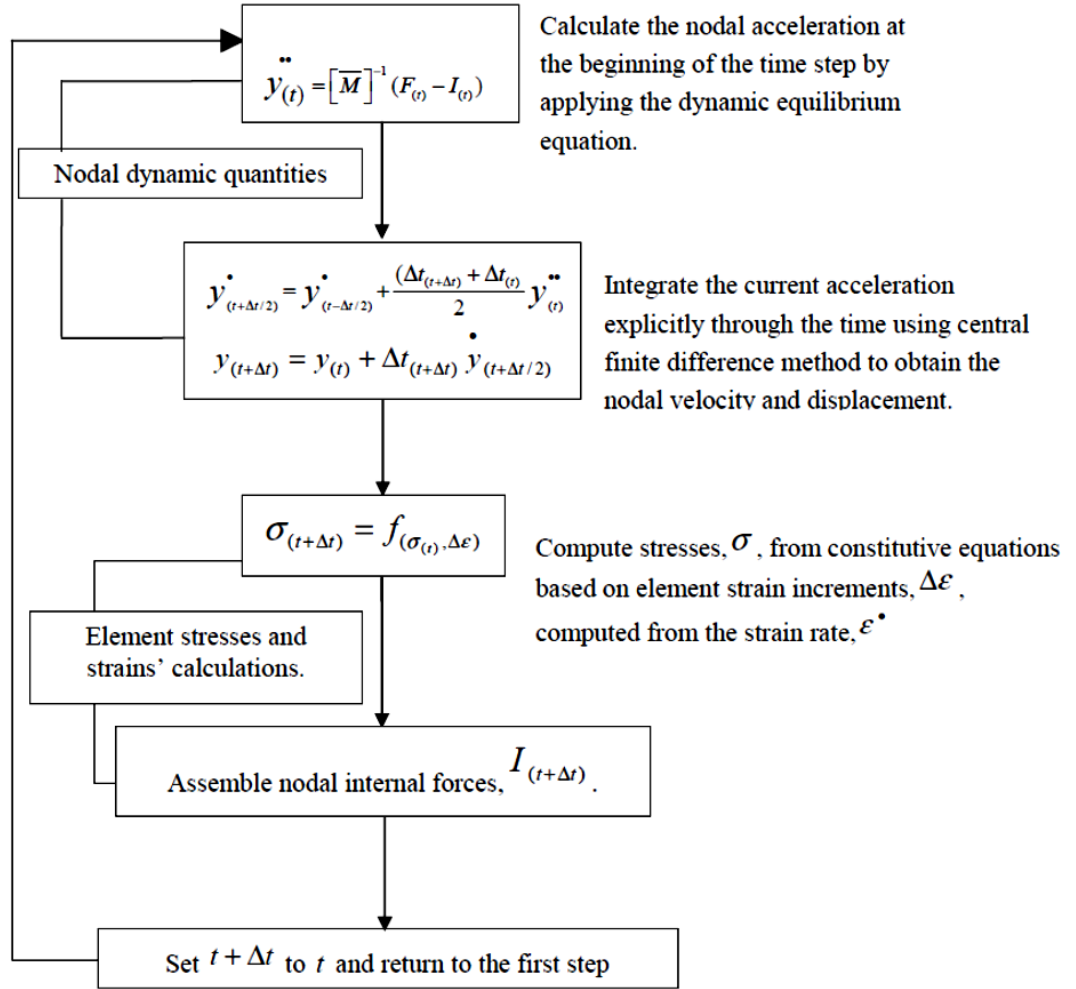 ÿ(t) = [M̅]⁻¹ (F(t) − I(t))
Calculate the nodal acceleration at
the beginning of the time step by
applying the dynamic equilibrium
equation.
Nodal dynamic quantities
ẏ(t+Δt/2) = ẏ(t−Δt/2) + (Δt(t+Δt) + Δt(t))/2 ÿ(t)
y(t+Δt) = y(t) + Δt(t+Δt) ẏ(t+Δt/2)
Integrate the current acceleration
explicitly through the time using central
finite difference method to obtain the
nodal velocity and displacement.
σ(t+Δt) = f(σ(t),Δε)
Compute stresses, σ, from constitutive equations
based on element strain increments, Δε,
computed from the strain rate, ε•
Element stresses and
strains’ calculations.
Assemble nodal internal forces, I(t+Δt).
Set t + Δt to t and return to the first step